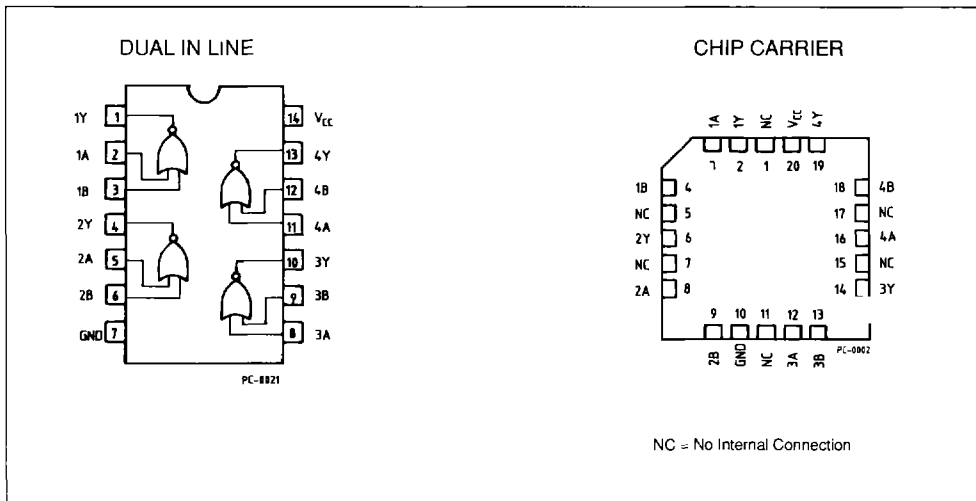 DUAL IN LINE
1Y 1
1A 2
1B 3
2Y 4
2A 5
2B 6
GND 7
14 VCC
13 4Y
12 4B
11 4A
10 3Y
9 3B
8 3A
PC-0021
CHIP CARRIER
1A 1Y NC VCC 4Y
3 2 1 20 19
1B 4
NC 5
2Y 6
NC 7
2A 8
18 4B
17 NC
16 4A
15 NC
14 3Y
9 10 11 12 13
2B GND NC 3A 3B
PC-0002
NC = No Internal Connection